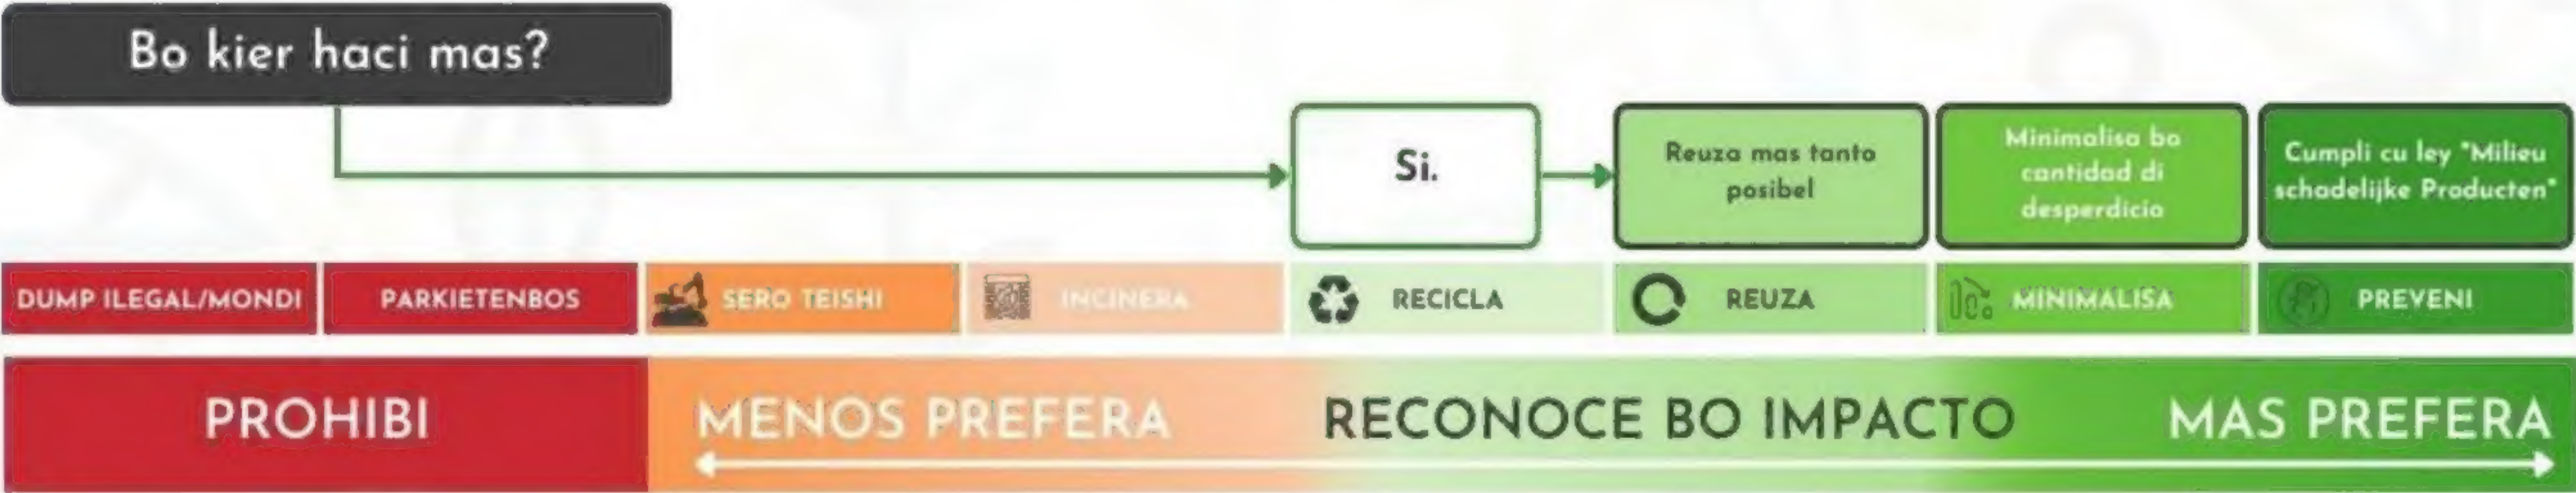 Bo kier haci mas?
Si.
Reuza mas tanto
posibel
Minimalisa bo
cantidad di
desperdicio
Cumpli cu ley "Milieu
schadelijke Producten"
DUMP ILEGAL/MONDI
PARKIETENBOS
SERO TEISHI
INCINERA
RECICLA
REUZA
MINIMALISA
PREVENI
PROHIBI
MENOS PREFERA
RECONOCE BO IMPACTO
MAS PREFERA